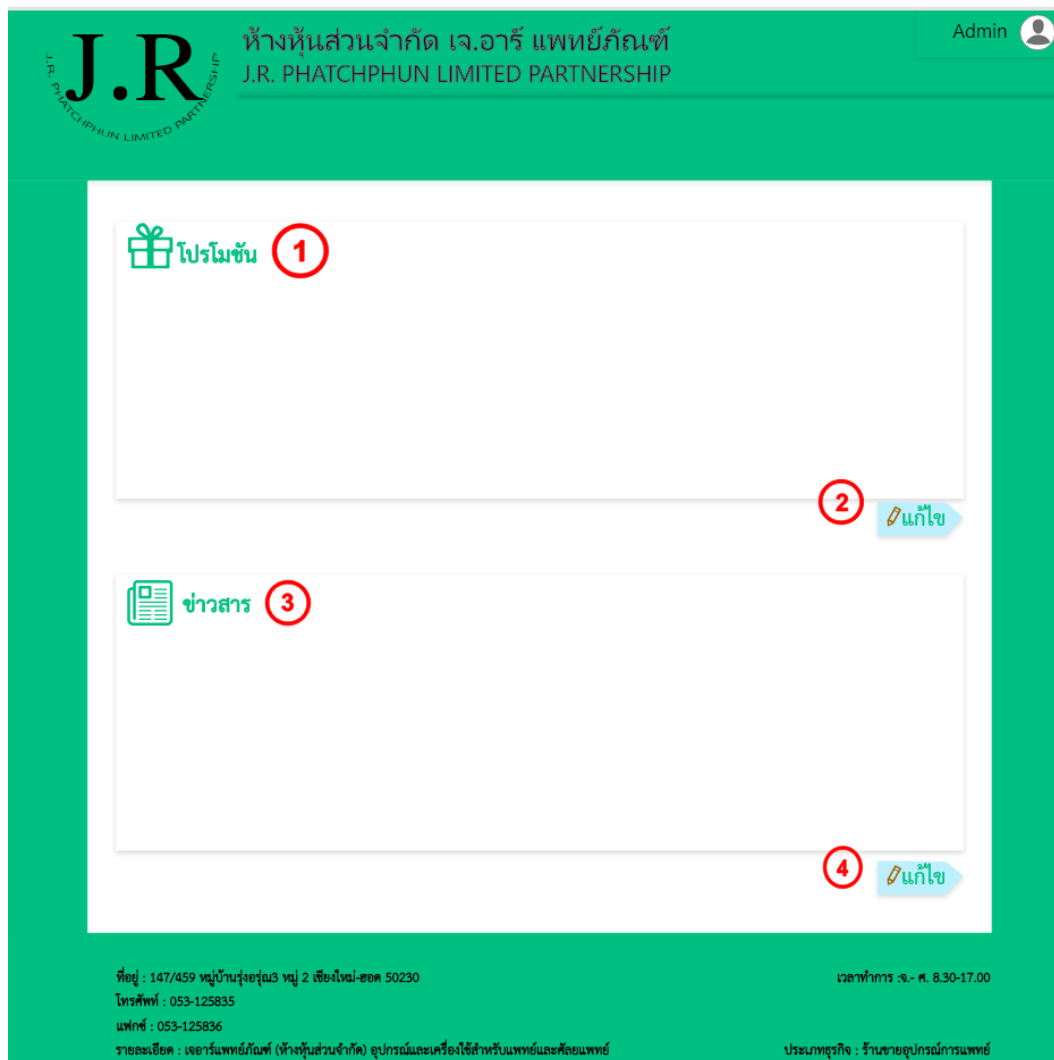 J.R
J.R. PHATCHPHUN LIMITED PARTNERSHIP
ห้างหุ้นส่วนจำกัด เจ.อาร์ แพทย์ภัณฑ์
J.R. PHATCHPHUN LIMITED PARTNERSHIP
Admin
โปรโมชัน 1
2 แก้ไข
ข่าวสาร 3
4 แก้ไข
ที่อยู่ : 147/459 หมู่บ้านรุ่งอรุ่ณ3 หมู่ 2 เชียงใหม่-ฮอด 50230
เวลาทำการ :จ.- ศ. 8.30-17.00
โทรศัพท์ : 053-125835
แฟกซ์ : 053-125836
รายละเอียด : เจอาร์แพทย์ภัณฑ์ (ห้างหุ้นส่วนจำกัด) อุปกรณ์และเครื่องใช้สำหรับแพทย์และศัลยแพทย์
ประเภทธุรกิจ : ร้านขายอุปกรณ์การแพทย์